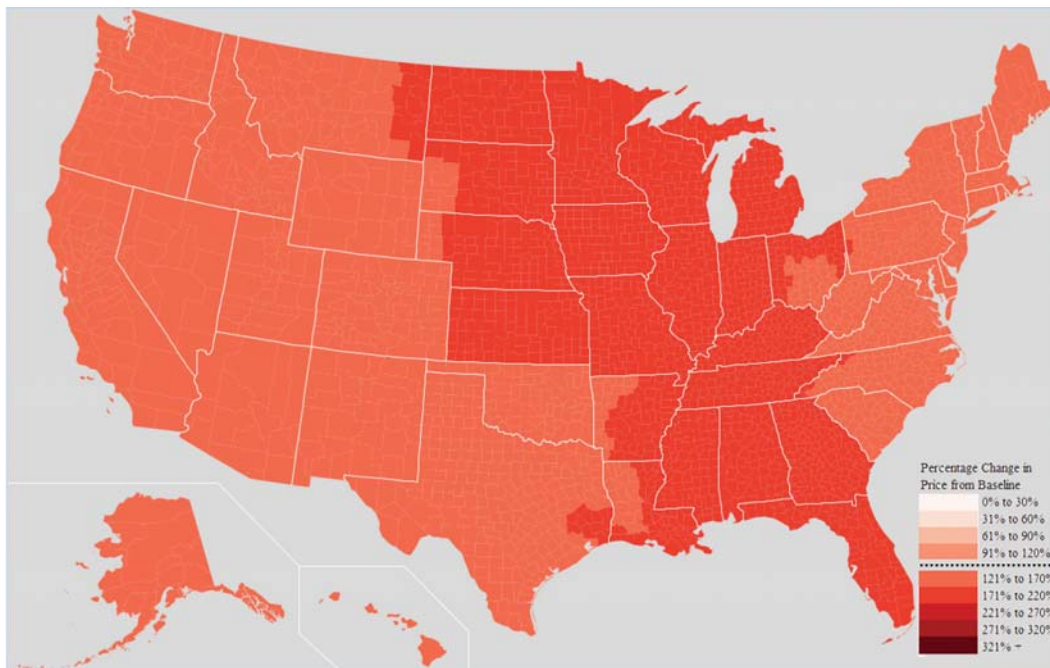 Percentage Change in
Price from Baseline
0% to 30%
31% to 60%
61% to 90%
91% to 120%
121% to 170%
171% to 220%
221% to 270%
271% to 320%
321% +